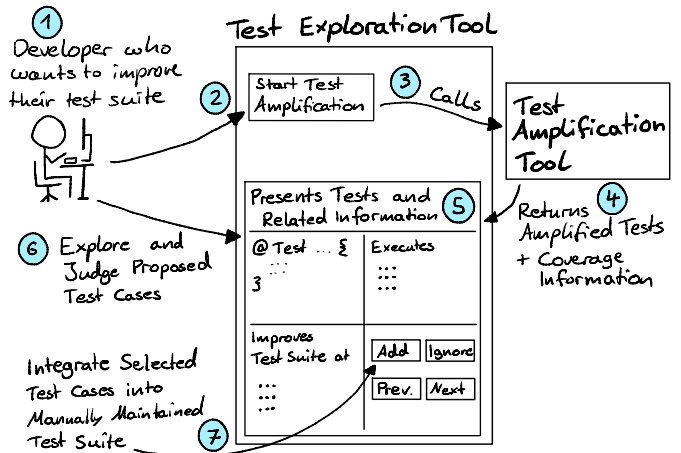 Test Exploration Tool
1
Developer who
wants to improve
their test suite
2
Start Test
Amplification
3
Calls
Test
Amplification
Tool
4
Returns
Amplified Tests
+ Coverage
Information
Presents Tests and
Related Information
5
@ Test ... {
...
}
Executes
...
...
...
6
Explore and
Judge Proposed
Test Cases
Improves
Test Suite at
...
...
...
Add
Ignore
Prev.
Next
Integrate Selected
Test Cases into
Manually Maintained
Test Suite
7